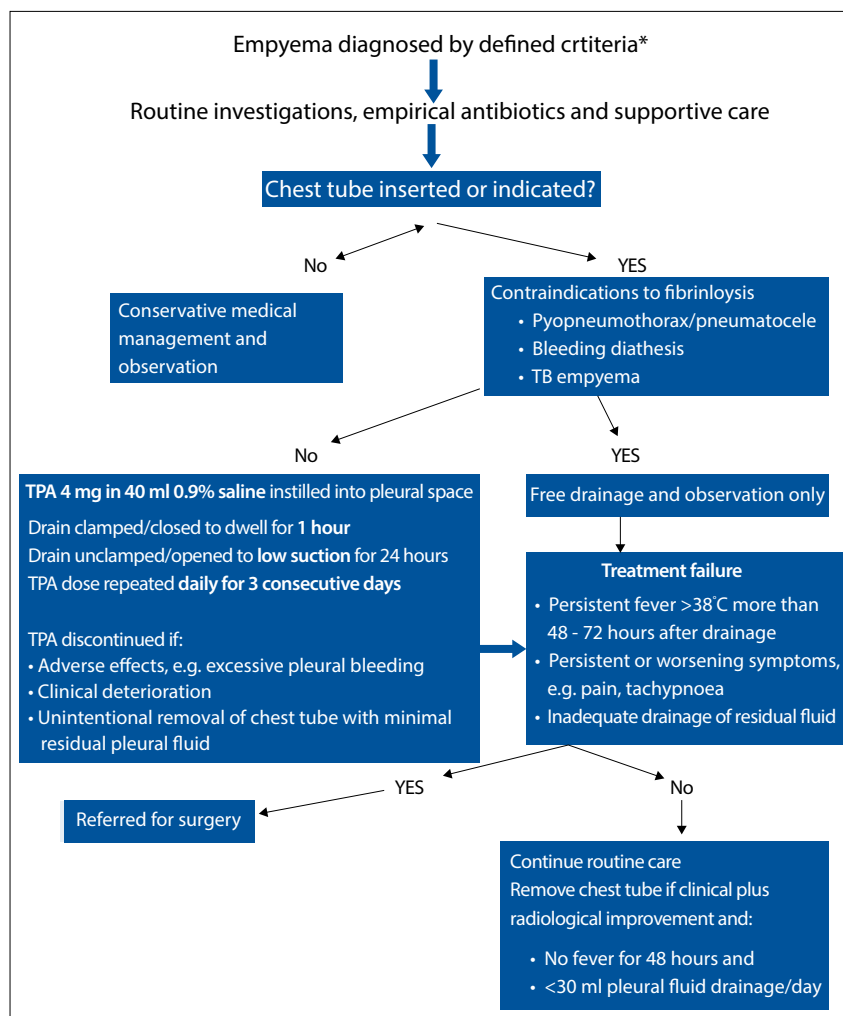 Empyema diagnosed by defined crtiteria*
Routine investigations, empirical antibiotics and supportive care
Chest tube inserted or indicated?
No
YES
Conservative medical
management and
observation
Contraindications to fibrinloysis
• Pyopneumothorax/pneumatocele
• Bleeding diathesis
• TB empyema
No
YES
TPA 4 mg in 40 ml 0.9% saline instilled into pleural space
Drain clamped/closed to dwell for 1 hour
Drain unclamped/opened to low suction for 24 hours
TPA dose repeated daily for 3 consecutive days
TPA discontinued if:
• Adverse effects, e.g. excessive pleural bleeding
• Clinical deterioration
• Unintentional removal of chest tube with minimal
residual pleural fluid
Free drainage and observation only
Treatment failure
• Persistent fever >38°C more than
48 - 72 hours after drainage
• Persistent or worsening symptoms,
e.g. pain, tachypnoea
• Inadequate drainage of residual fluid
YES
No
Referred for surgery
Continue routine care
Remove chest tube if clinical plus
radiological improvement and:
• No fever for 48 hours and
• <30 ml pleural fluid drainage/day